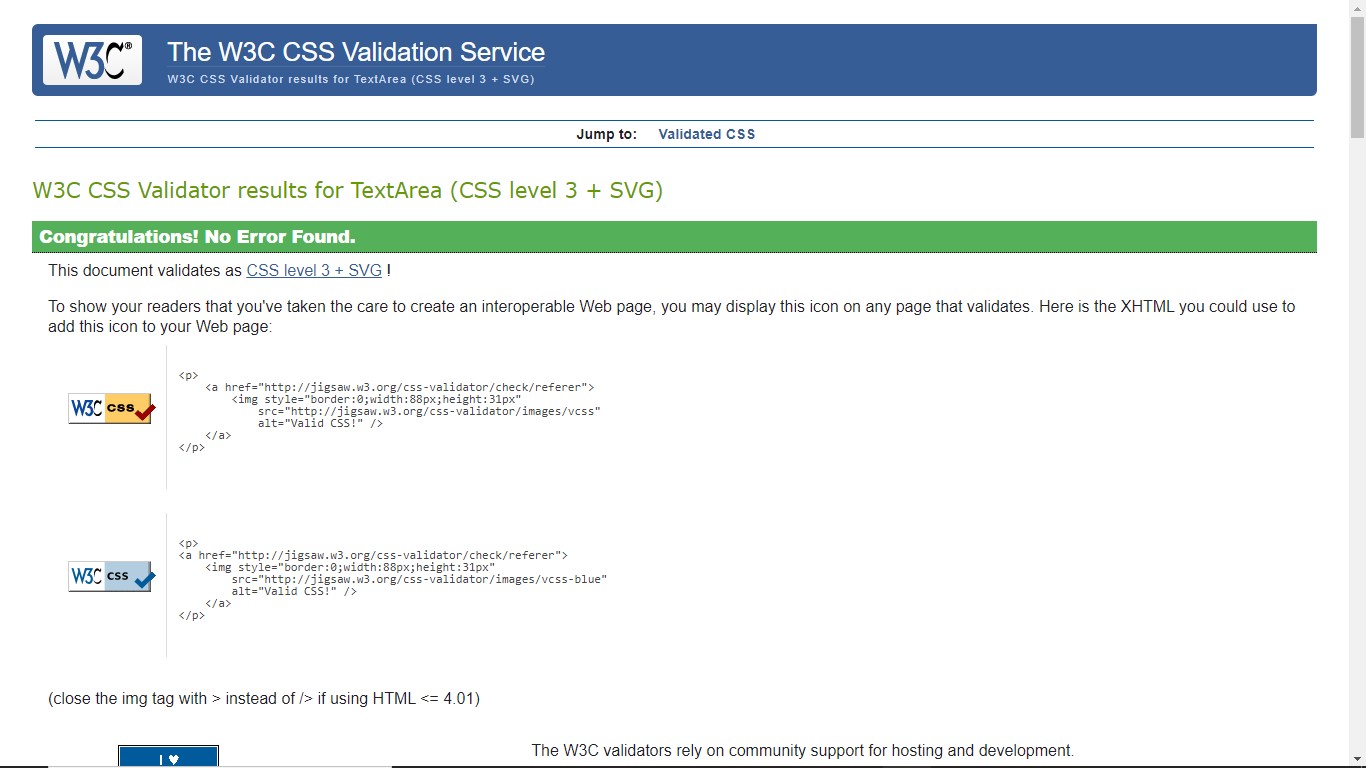 W3C®
The W3C CSS Validation Service
W3C CSS Validator results for TextArea (CSS level 3 + SVG)
Jump to: Validated CSS
W3C CSS Validator results for TextArea (CSS level 3 + SVG)
Congratulations! No Error Found.
This document validates as CSS level 3 + SVG !
To show your readers that you've taken the care to create an interoperable Web page, you may display this icon on any page that validates. Here is the XHTML you could use to
add this icon to your Web page:
W3C css
<p>
<a href="http://jigsaw.w3.org/css-validator/check/referer">
<img style="border:0;width:88px;height:31px"
src="http://jigsaw.w3.org/css-validator/images/vcss"
alt="Valid CSS!" />
</a>
</p>
W3C css
<p>
<a href="http://jigsaw.w3.org/css-validator/check/referer">
<img style="border:0;width:88px;height:31px"
src="http://jigsaw.w3.org/css-validator/images/vcss-blue"
alt="Valid CSS!" />
</a>
</p>
(close the img tag with > instead of /> if using HTML <= 4.01)
I ♥
The W3C validators rely on community support for hosting and development.